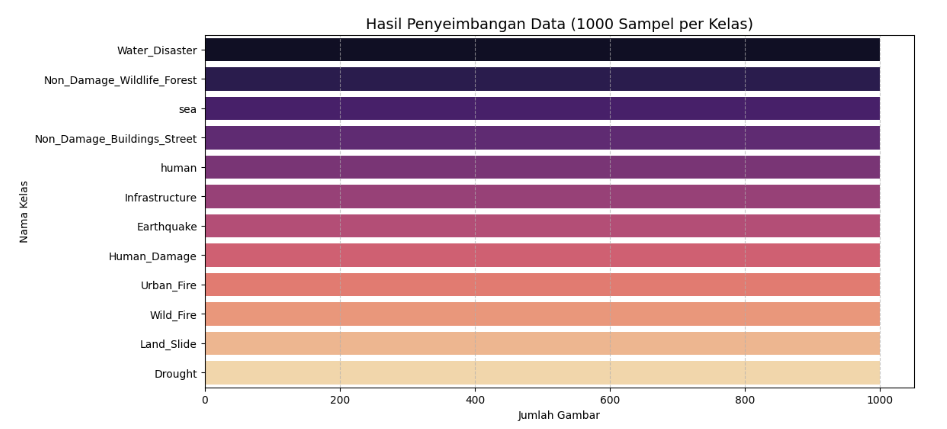 Hasil Penyeimbangan Data (1000 Sampel per Kelas)
Nama Kelas
Water_Disaster
Non_Damage_Wildlife_Forest
sea
Non_Damage_Buildings_Street
human
Infrastructure
Earthquake
Human_Damage
Urban_Fire
Wild_Fire
Land_Slide
Drought
0 200 400 600 800 1000
Jumlah Gambar